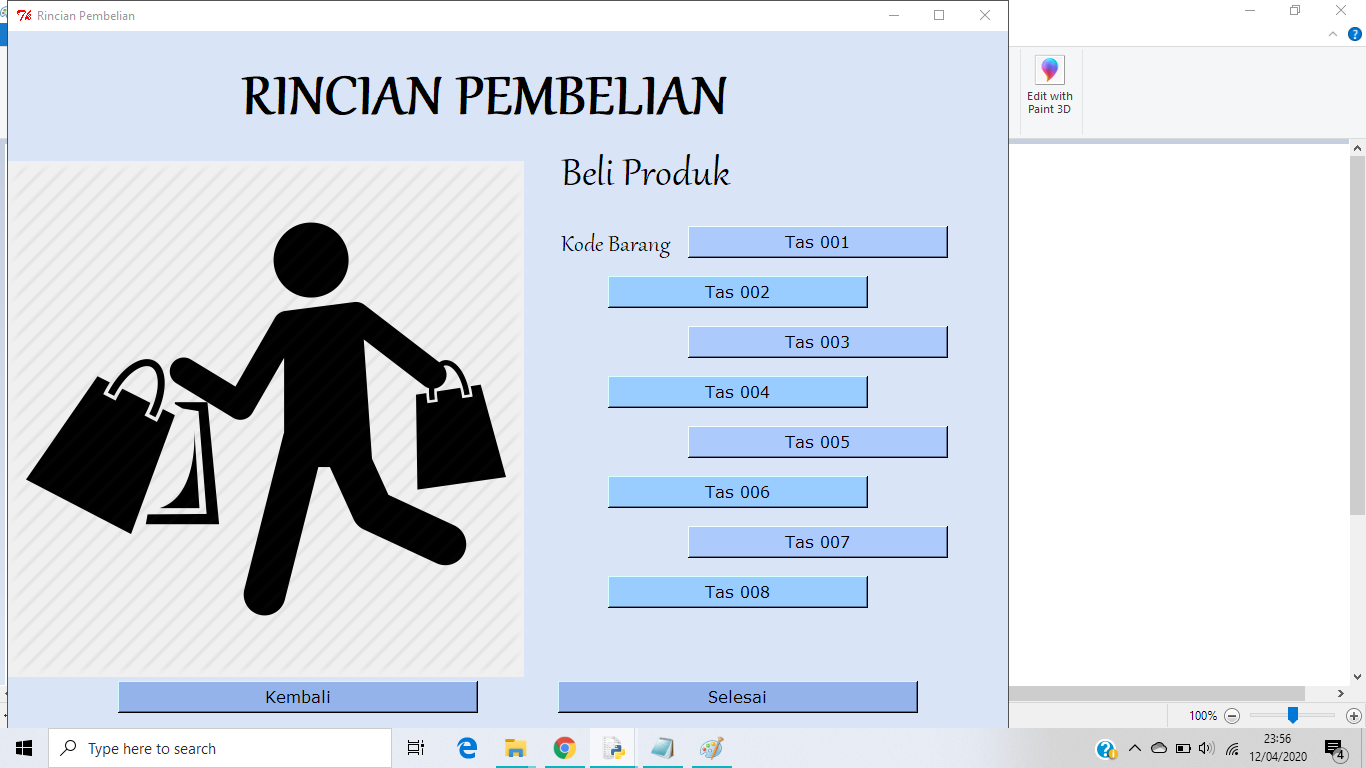 Rincian Pembelian
RINCIAN PEMBELIAN
Edit with
Paint 3D
Beli Produk
Kode Barang
Tas 001
Tas 002
Tas 003
Tas 004
Tas 005
Tas 006
Tas 007
Tas 008
Kembali
Selesai
100%
Type here to search
23:56
12/04/2020
4